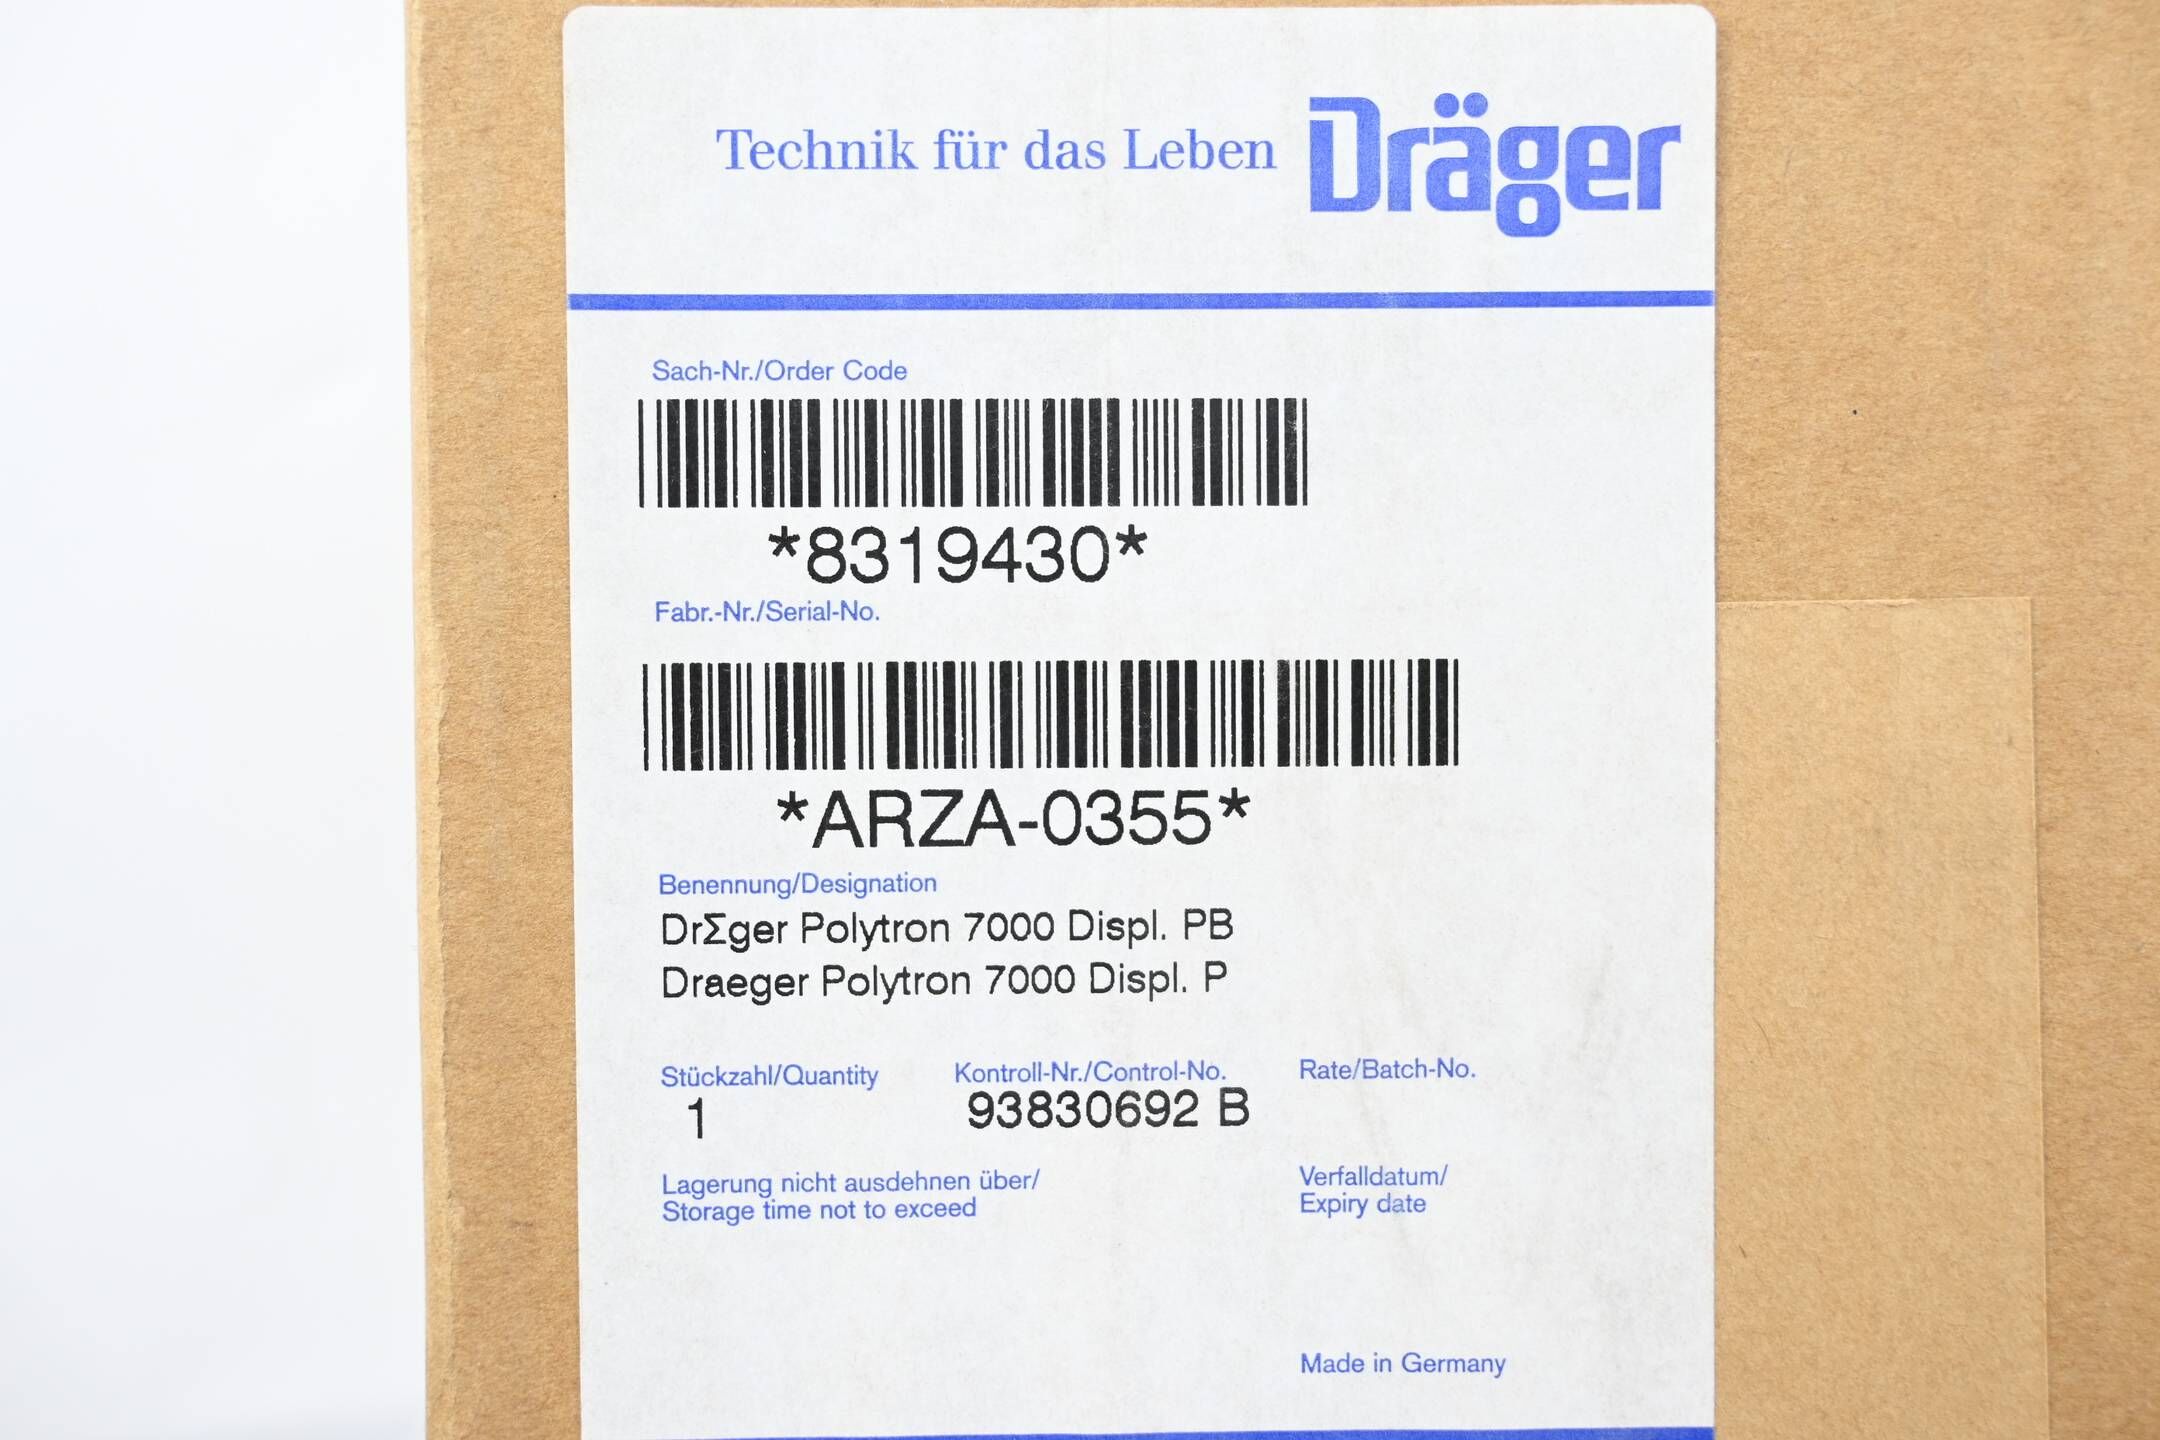 Technik für das Leben Dräger
Sach-Nr./Order Code
*8319430*
Fabr.-Nr./Serial-No.
*ARZA-0355*
Benennung/Designation
DrΣger Polytron 7000 Displ. PB
Draeger Polytron 7000 Displ. P
Stückzahl/Quantity Kontroll-Nr./Control-No. Rate/Batch-No.
1 93830692 B
Lagerung nicht ausdehnen über/ Verfalldatum/
Storage time not to exceed Expiry date
Made in Germany